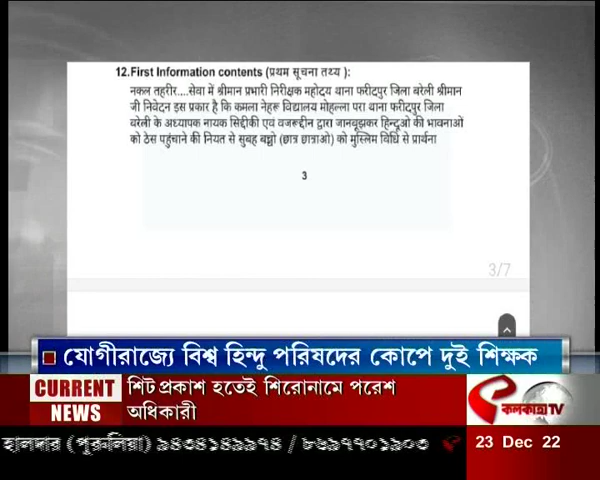 12.First Information contents (प्रथम सूचना तथ्य ):
नकल तहरीर....सेवा में श्रीमान प्रभारी निरीक्षक महोदय थाना फरीदपुर जिला बरेली श्रीमान
जी निवेदन इस प्रकार है कि कमला नेहरू विद्यालय मोहल्ला परा थाना फरीदपुर जिला
बरेली के अध्यापक नायक सिद्दीकी एवं वजरूद्दीन द्वारा जानबूझकर हिन्दूओ की भावनाओं
को ठेस पहुंचाने की नियत से सुबह बच्चो (छात्र छात्राओ) को मुस्लिम विधि से प्रार्थना
3
3/7
যোগীরাজ্যে বিশ্ব হিন্দু পরিষদের কোপে দুই শিক্ষক
CURRENT NEWS
শিট প্রকাশ হতেই শিরোনামে পরেশ
অধিকারী
কলকাতা TV
হালদার (পুরুলিয়া) ৯৪৩৪১৪৯৯৭৪ / ৮৬৯৭৭০১৯০৩
23 Dec 22